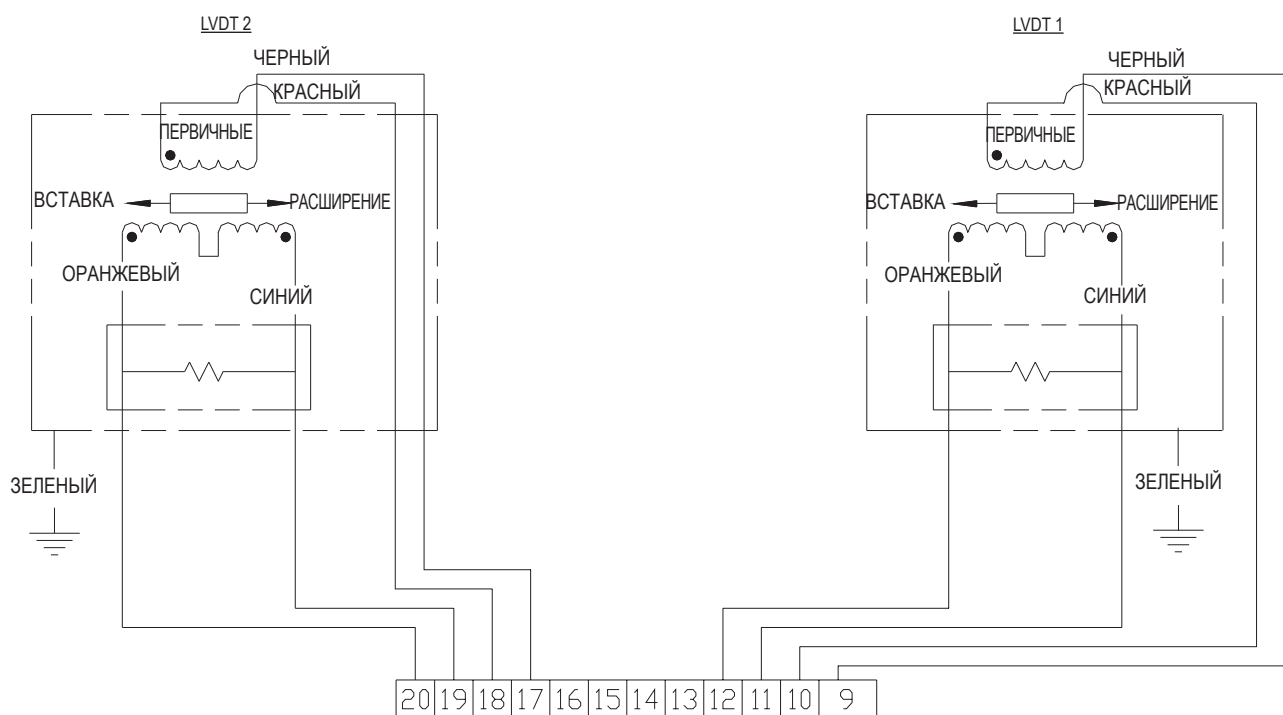 LVDT 2
ЧЕРНЫЙ
КРАСНЫЙ
ПЕРВИЧНЫЕ
ВСТАВКА
РАСШИРЕНИЕ
ОРАНЖЕВЫЙ
СИНИЙ
ЗЕЛЕНЫЙ
LVDT 1
ЧЕРНЫЙ
КРАСНЫЙ
ПЕРВИЧНЫЕ
ВСТАВКА
РАСШИРЕНИЕ
ОРАНЖЕВЫЙ
СИНИЙ
ЗЕЛЕНЫЙ
20 19 18 17 16 15 14 13 12 11 10 9